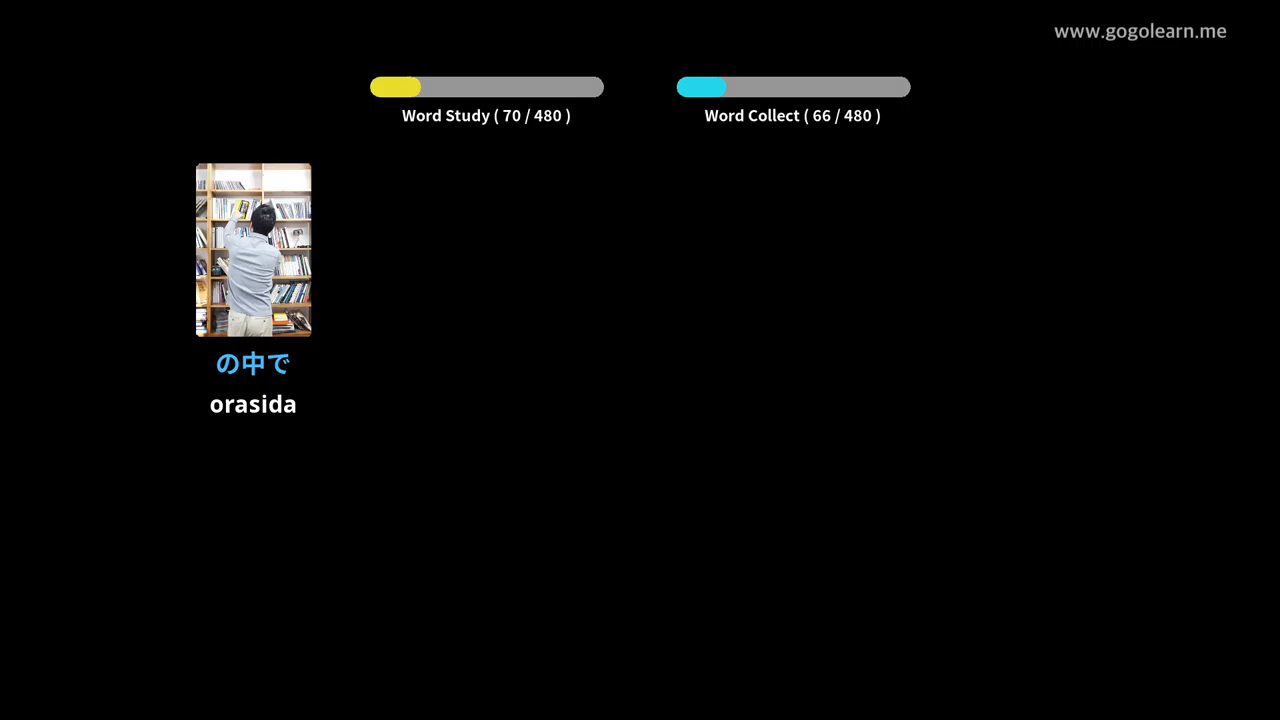 www.gogolearn.me
Word Study ( 70 / 480 )
Word Collect ( 66 / 480 )
の中で
orasida